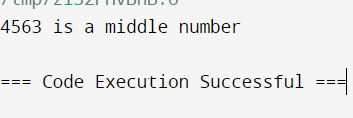 4563 is a middle number
=== Code Execution Successful ===